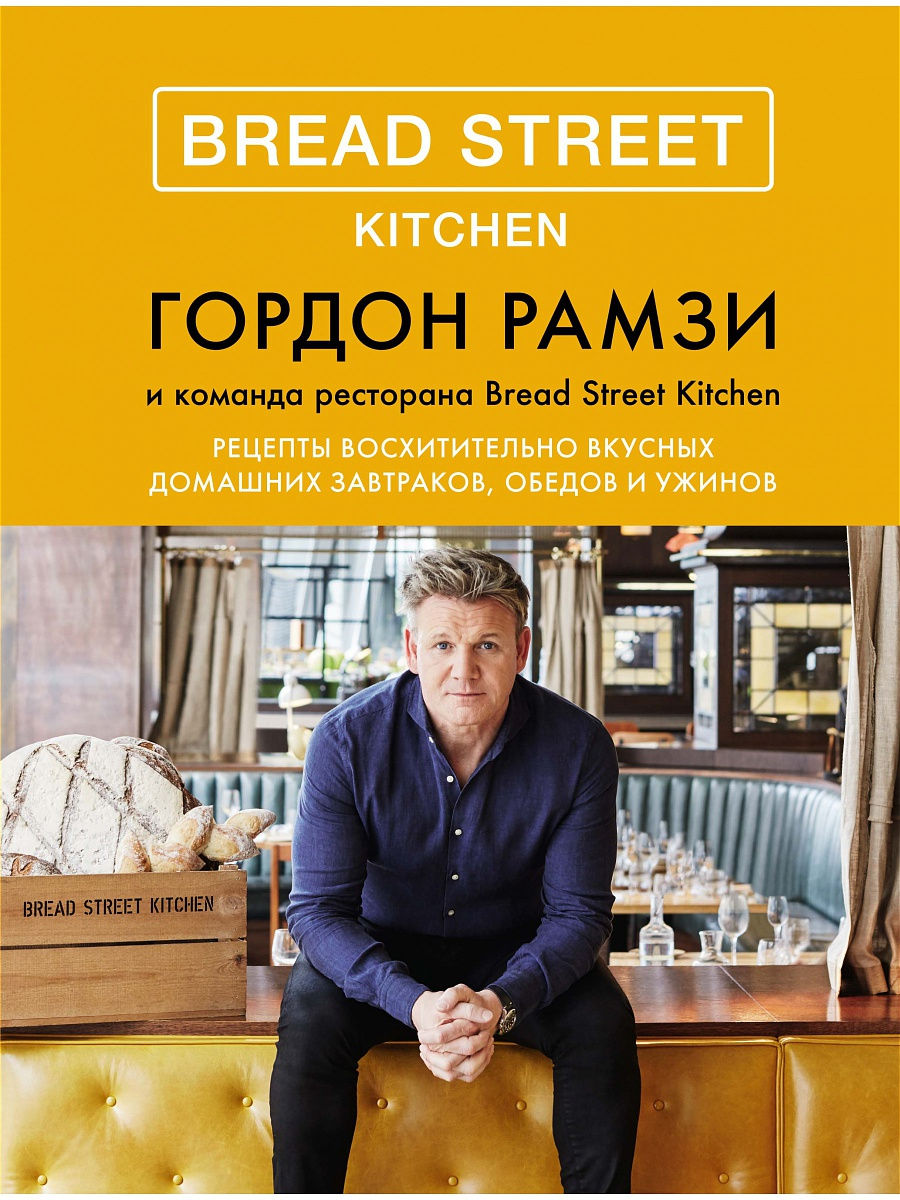 BREAD STREET
KITCHEN
ГОРДОН РАМЗИ
и команда ресторана Bread Street Kitchen
РЕЦЕПТЫ ВОСХИТИТЕЛЬНО ВКУСНЫХ
ДОМАШНИХ ЗАВТРАКОВ, ОБЕДОВ И УЖИНОВ
BREAD STREET KITCHEN